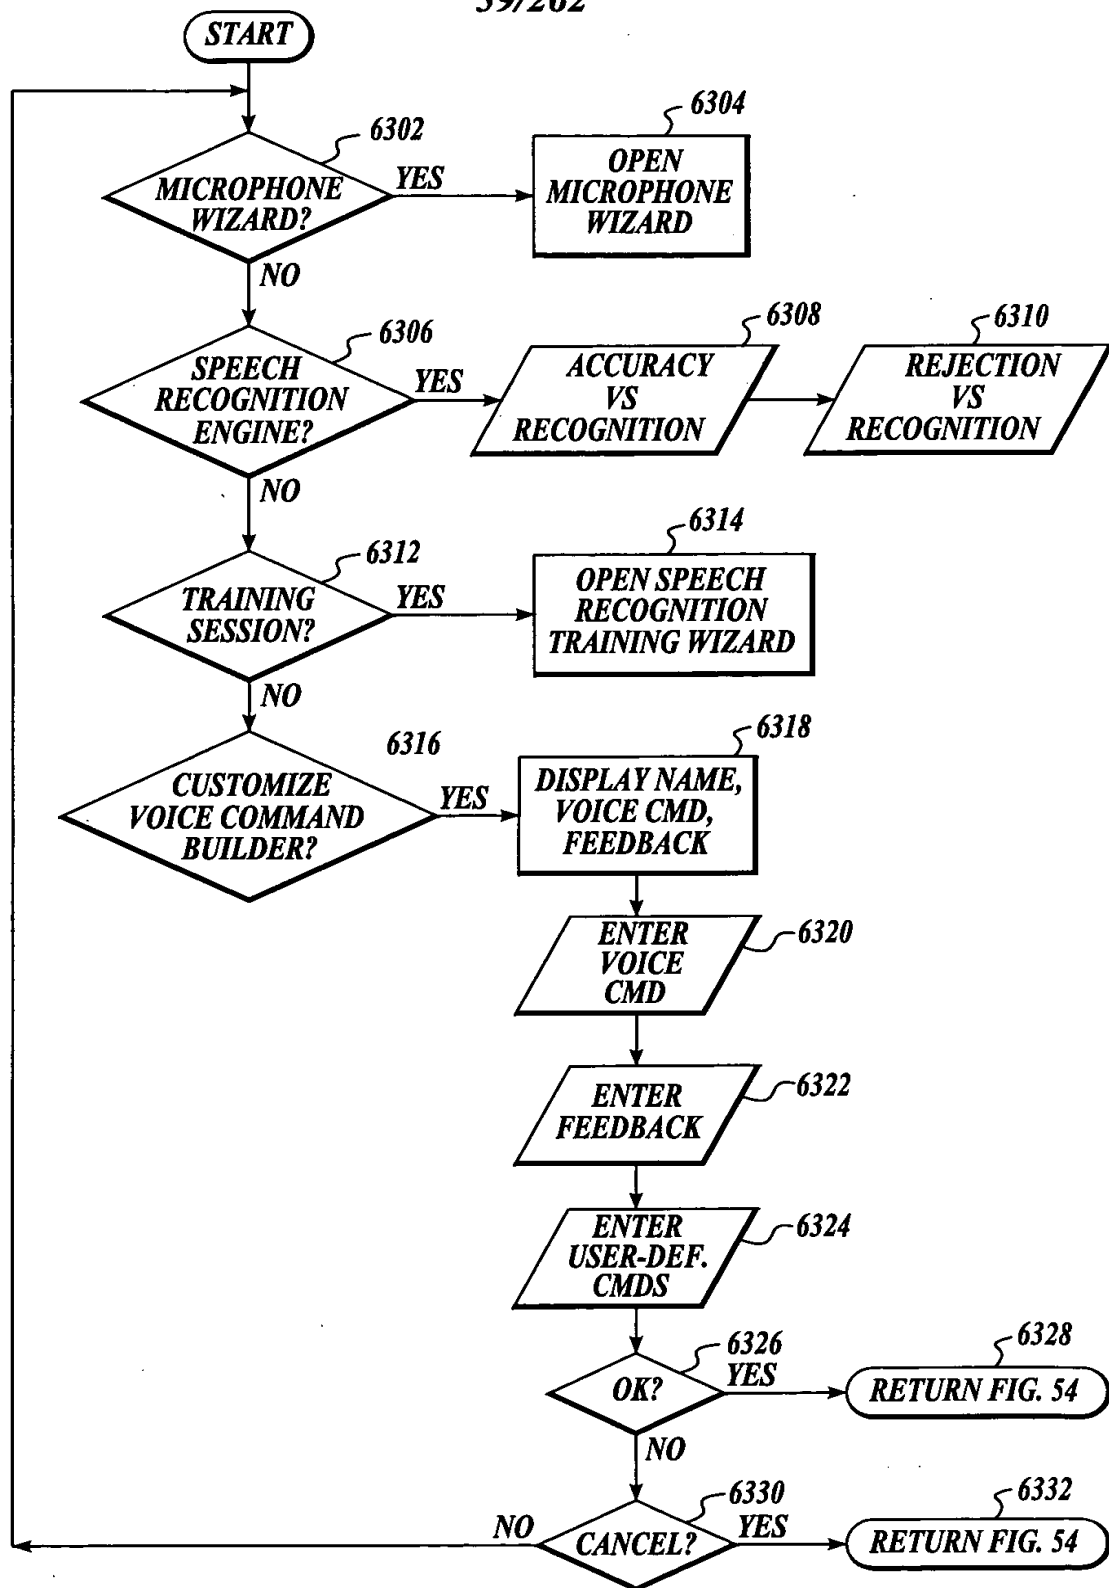 39/262
START
6302
MICROPHONE
WIZARD?
YES
6304
OPEN
MICROPHONE
WIZARD
NO
6306
SPEECH
RECOGNITION
ENGINE?
YES
6308
ACCURACY
VS
RECOGNITION
6310
REJECTION
VS
RECOGNITION
NO
6312
TRAINING
SESSION?
YES
6314
OPEN SPEECH
RECOGNITION
TRAINING WIZARD
NO
6316
CUSTOMIZE
VOICE COMMAND
BUILDER?
YES
6318
DISPLAY NAME,
VOICE CMD,
FEEDBACK
6320
ENTER
VOICE
CMD
6322
ENTER
FEEDBACK
6324
ENTER
USER-DEF.
CMDS
6326
OK?
YES
6328
RETURN FIG. 54
NO
6330
CANCEL?
NO
YES
6332
RETURN FIG. 54